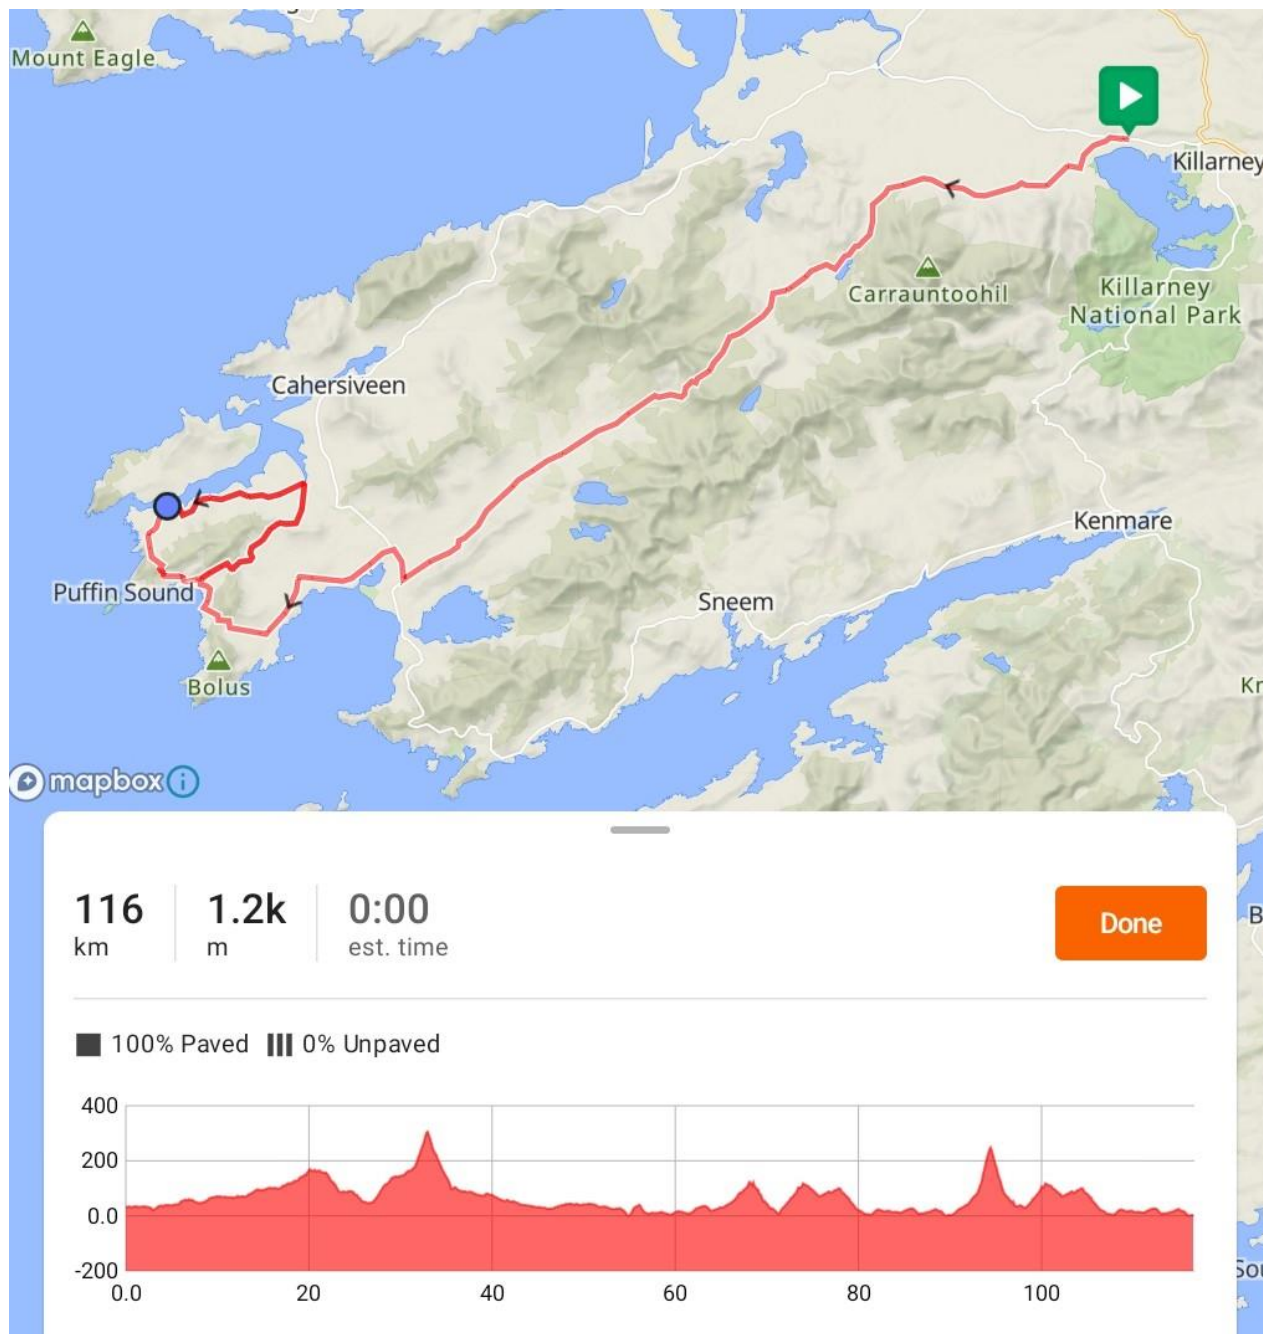 Mount Eagle
Killarney
Carrauntoohil
Killarney
National Park
Cahersiveen
Kenmare
Puffin Sound
Sneem
Bolus
mapbox
116
km
1.2k
m
0:00
est. time
Done
100% Paved
0% Unpaved
400
200
0.0
-200
0.0
20
40
60
80
100